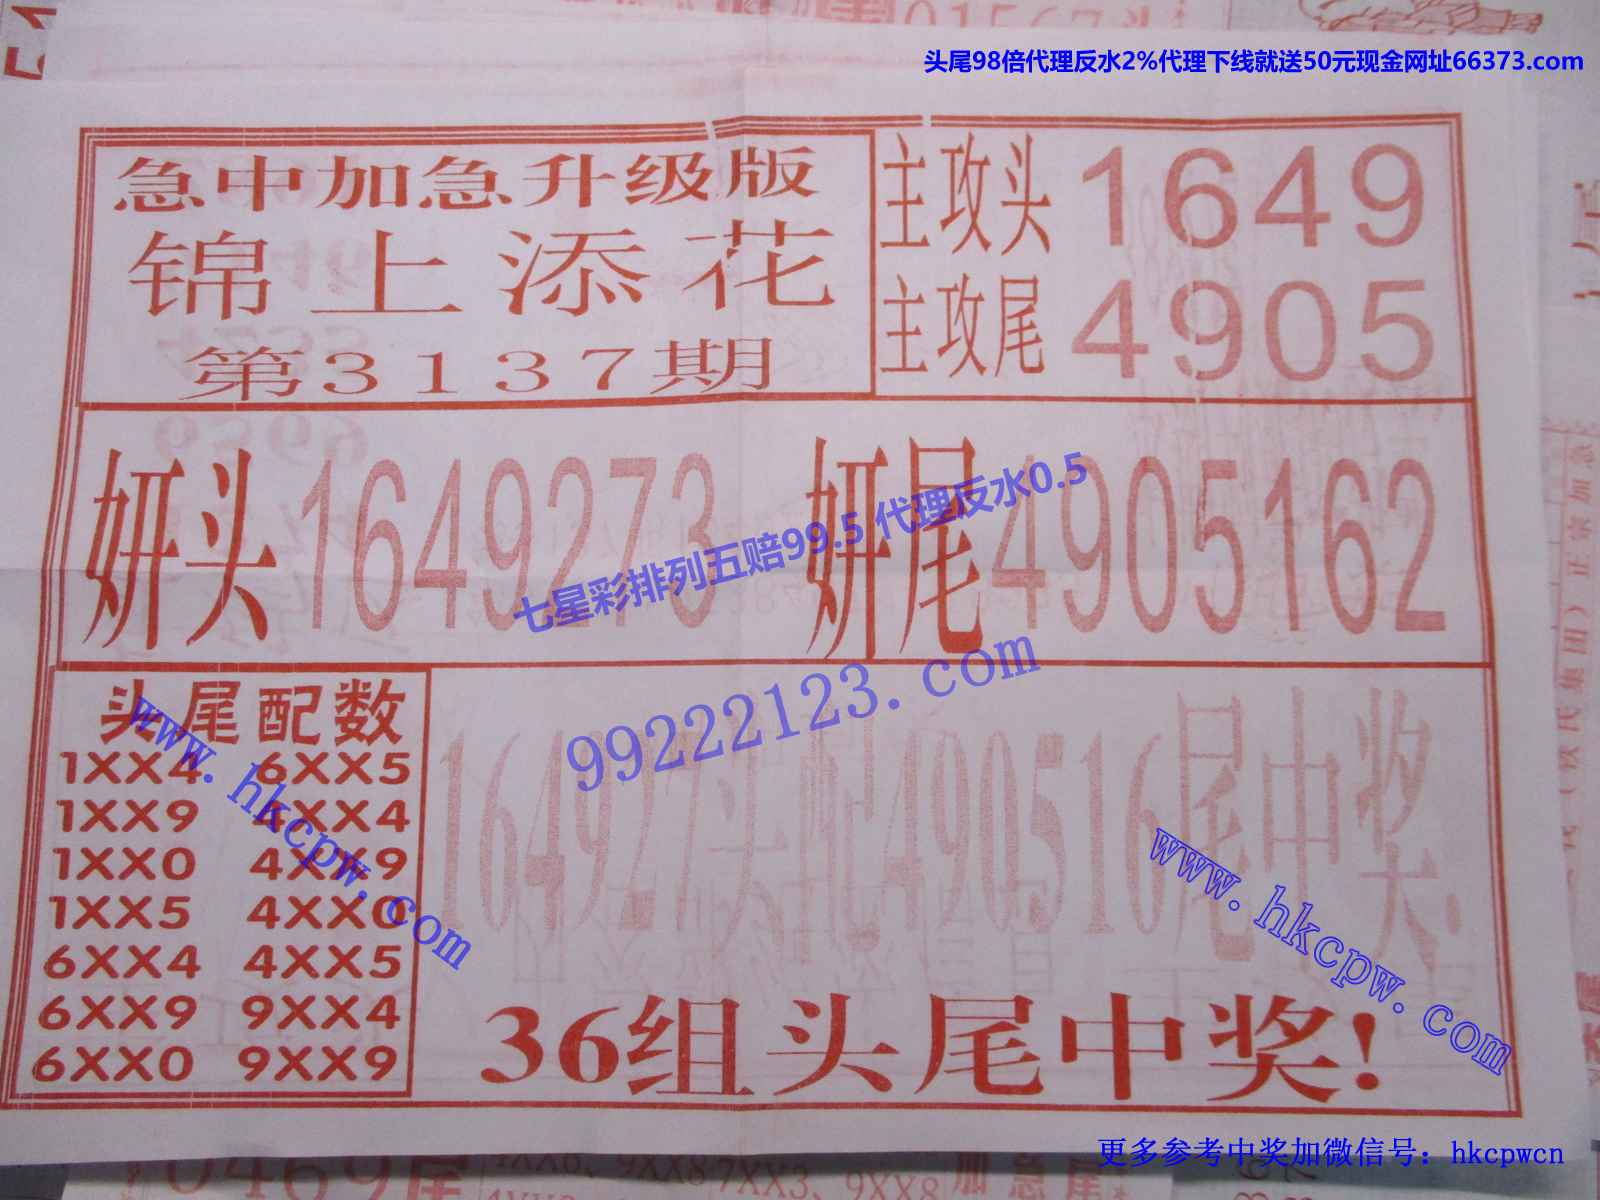 头尾98倍代理反水2%代理下线就送50元现金网址66373.com
急中加急升级版
锦上添花
第3137期
主攻头 1649
主攻尾 4905
妍头1649273 妍尾4905162
七星彩排列五赔99.5 代理反水0.5
99222123.com
头尾配数
1XX4 6XX5
1XX9 4XX4
1XX0 4XX9
1XX5 4XX0
6XX4 4XX5
6XX9 9XX4
6XX0 9XX9
www.hkcpw.com
164927头配490516尾中奖.
36组头尾中奖!
www.hkcpw.com
更多参考中奖加微信号：hkcpwcn